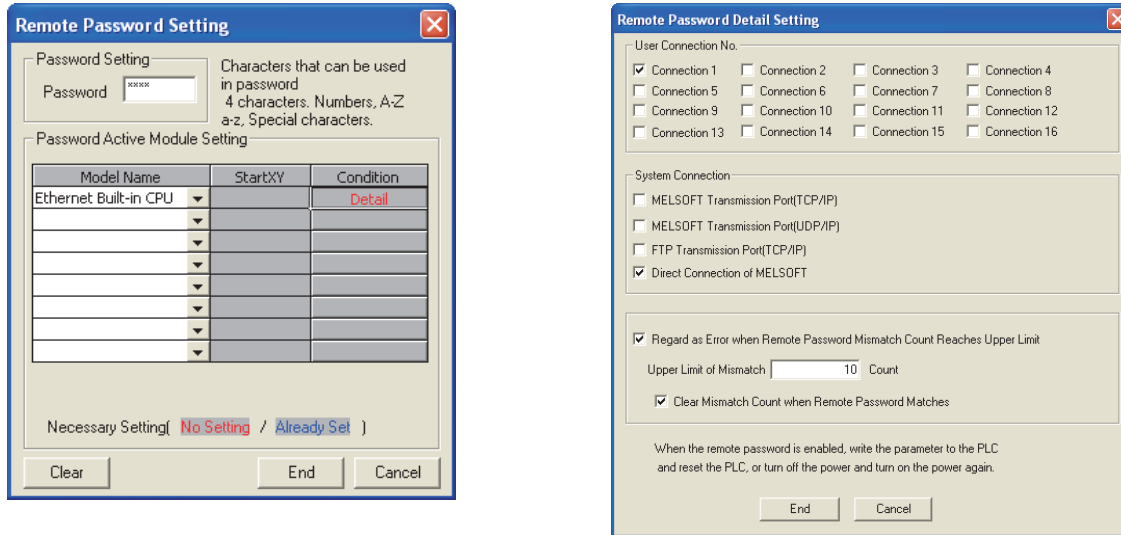 Remote Password Setting
Password Setting
Password ****
Characters that can be used
in password
4 characters. Numbers, A-Z
a-z, Special characters.
Password Active Module Setting
Model Name StartXY Condition
Ethernet Built-in CPU Detail
Necessary Setting( No Setting / Already Set )
Clear End Cancel
Remote Password Detail Setting
User Connection No.
Connection 1 Connection 2 Connection 3 Connection 4
Connection 5 Connection 6 Connection 7 Connection 8
Connection 9 Connection 10 Connection 11 Connection 12
Connection 13 Connection 14 Connection 15 Connection 16
System Connection
MELSOFT Transmission Port(TCP/IP)
MELSOFT Transmission Port(UDP/IP)
FTP Transmission Port(TCP/IP)
Direct Connection of MELSOFT
Regard as Error when Remote Password Mismatch Count Reaches Upper Limit
Upper Limit of Mismatch 10 Count
Clear Mismatch Count when Remote Password Matches
When the remote password is enabled, write the parameter to the PLC
and reset the PLC, or turn off the power and turn on the power again.
End Cancel